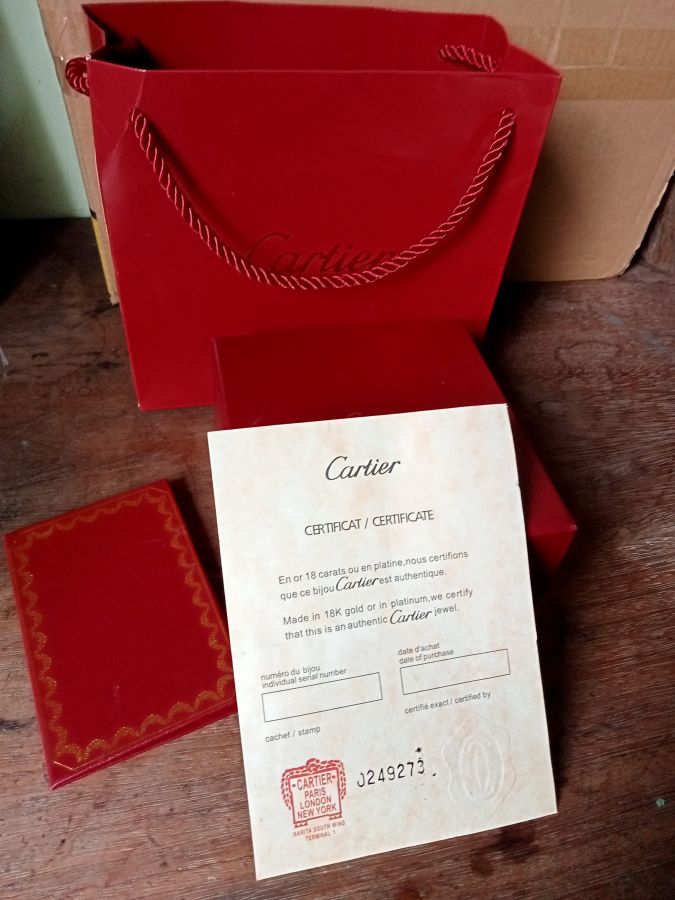 Cartier
Cartier
CERTIFICAT / CERTIFICATE
En or 18 carats ou en platine,nous certifions
que ce bijou Cartier est authentique.
Made in 18K gold or in platinum,we certify
that this is an authentic Cartier jewel.
numéro du bijou
individual serial number
date d'achat
date of purchase
cachet / stamp
certifié exact / certified by
-CARTIER-
PARIS
LONDON
NEW YORK
NARITA SOUTH WING
TERMINAL 1
0249273